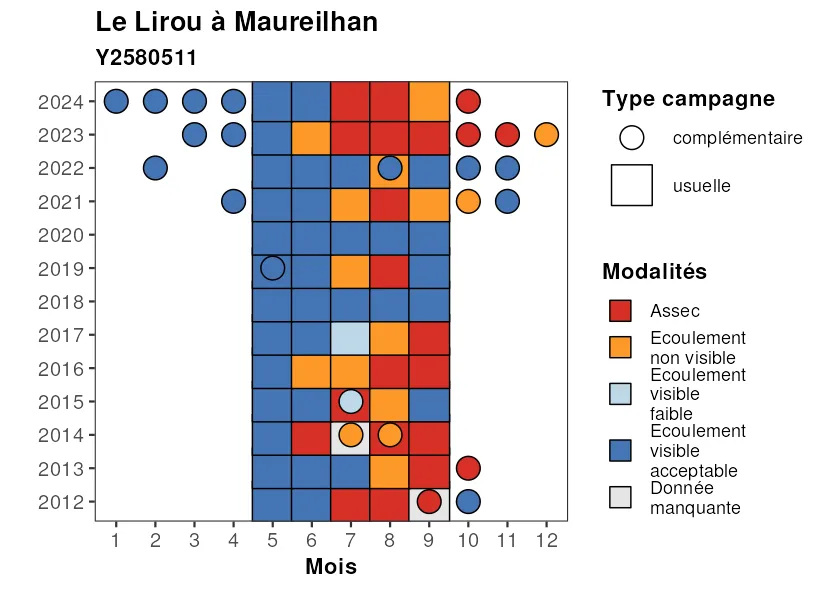 Le Lirou à Maureilhan
Y2580511
2024
2023
2022
2021
2020
2019
2018
2017
2016
2015
2014
2013
2012
1 2 3 4 5 6 7 8 9 10 11 12
Mois
Type campagne
complémentaire
usuelle
Modalités
Assec
Ecoulement
non visible
Ecoulement
visible
faible
Ecoulement
visible
acceptable
Donnée
manquante